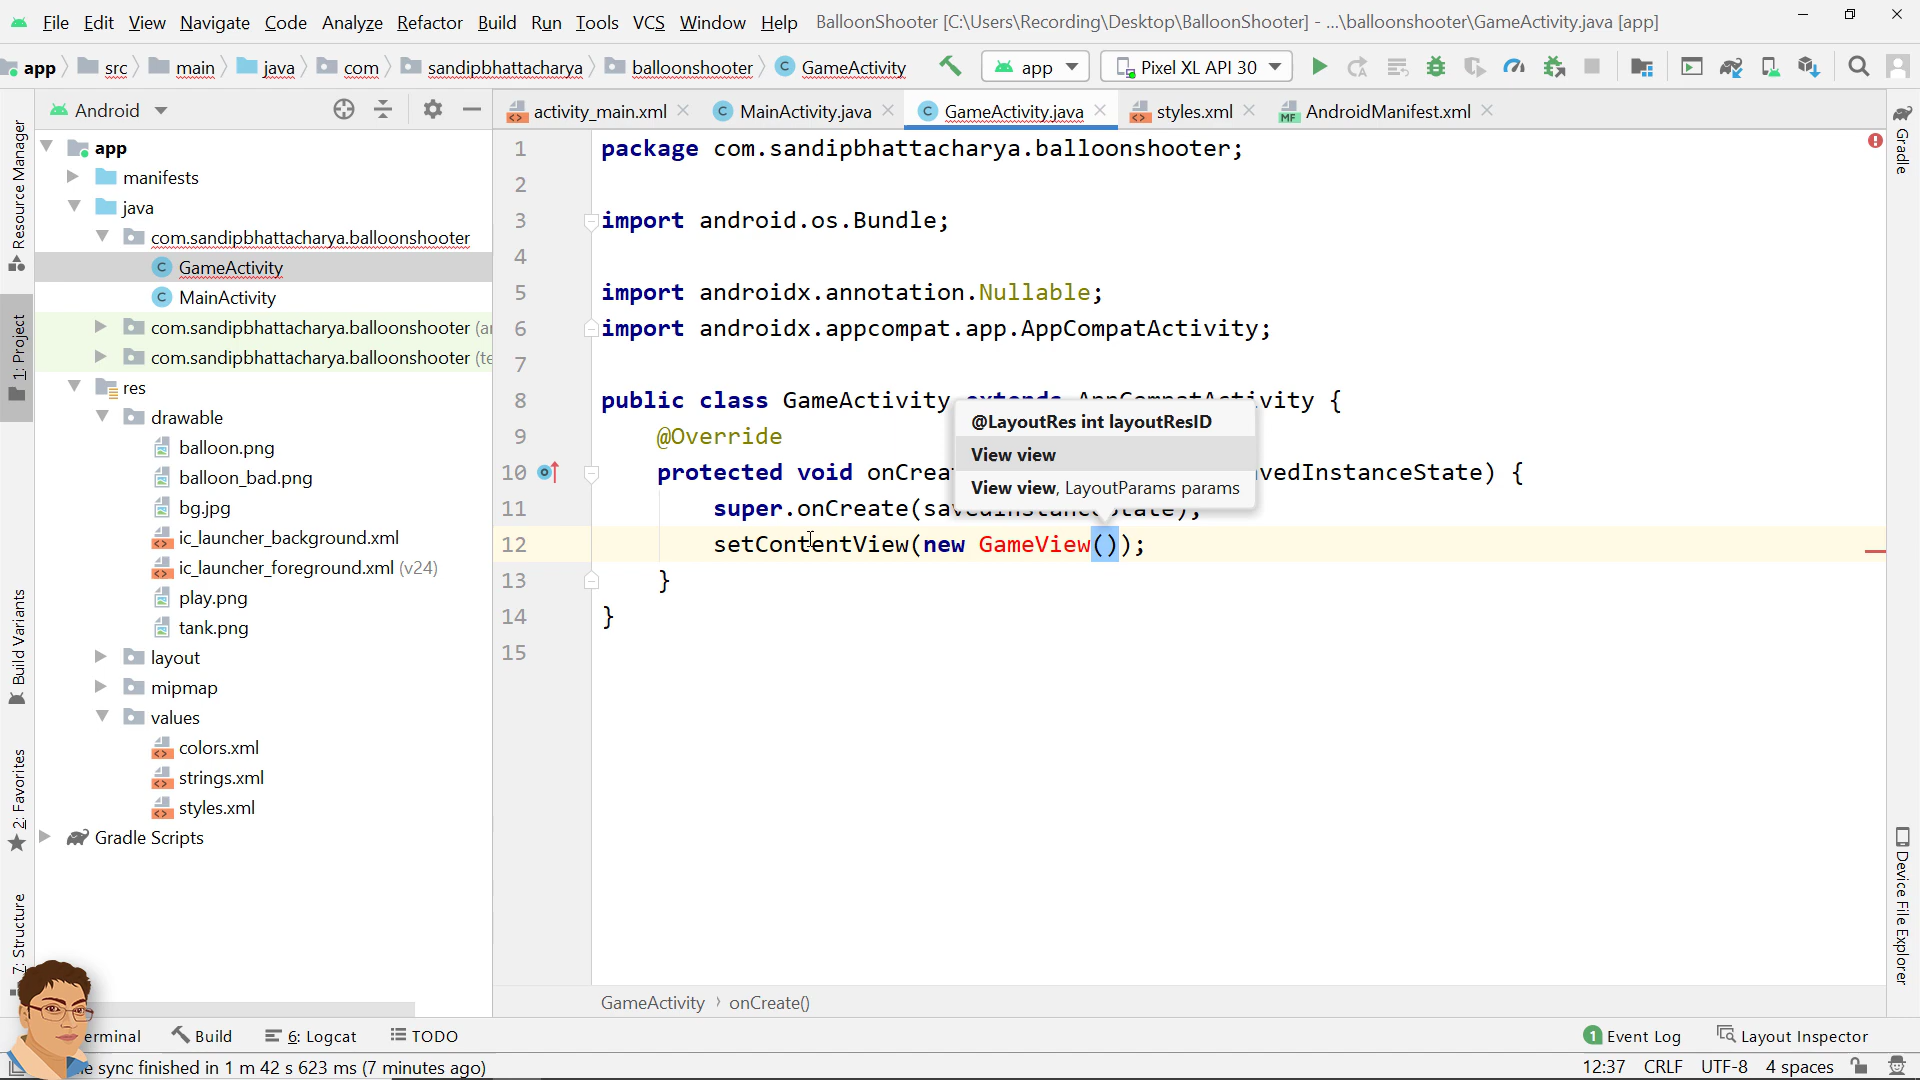 File Edit View Navigate Code Analyze Refactor Build Run Tools VCS Window Help BalloonShooter [C:\Users\Recording\Desktop\BalloonShooter] - ...\balloonshooter\GameActivity.java [app]
app src main java com sandipbhattacharya balloonshooter GameActivity app Pixel XL API 30
Android
activity_main.xml MainActivity.java GameActivity.java styles.xml AndroidManifest.xml
Resource Manager
1: Project
Build Variants
2: Favorites
7: Structure
app
manifests
java
com.sandipbhattacharya.balloonshooter
GameActivity
MainActivity
com.sandipbhattacharya.balloonshooter (ar
com.sandipbhattacharya.balloonshooter (te
res
drawable
balloon.png
balloon_bad.png
bg.jpg
ic_launcher_background.xml
ic_launcher_foreground.xml (v24)
play.png
tank.png
layout
mipmap
values
colors.xml
strings.xml
styles.xml
Gradle Scripts
1 package com.sandipbhattacharya.balloonshooter;
2
3 import android.os.Bundle;
4
5 import androidx.annotation.Nullable;
6 import androidx.appcompat.app.AppCompatActivity;
7
8 public class GameActivity extends AppCompatActivity {
9 @Override
10 protected void onCrea vedInstanceState) {
11 super.onCreate(savedInstanceState);
12 setContentView(new GameView());
13 }
14 }
15
@LayoutRes int layoutResID
View view
View view, LayoutParams params
Gradle
Device File Explorer
GameActivity › onCreate()
erminal Build 6: Logcat TODO 1 Event Log Layout Inspector
le sync finished in 1 m 42 s 623 ms (7 minutes ago) 12:37 CRLF UTF-8 4 spaces